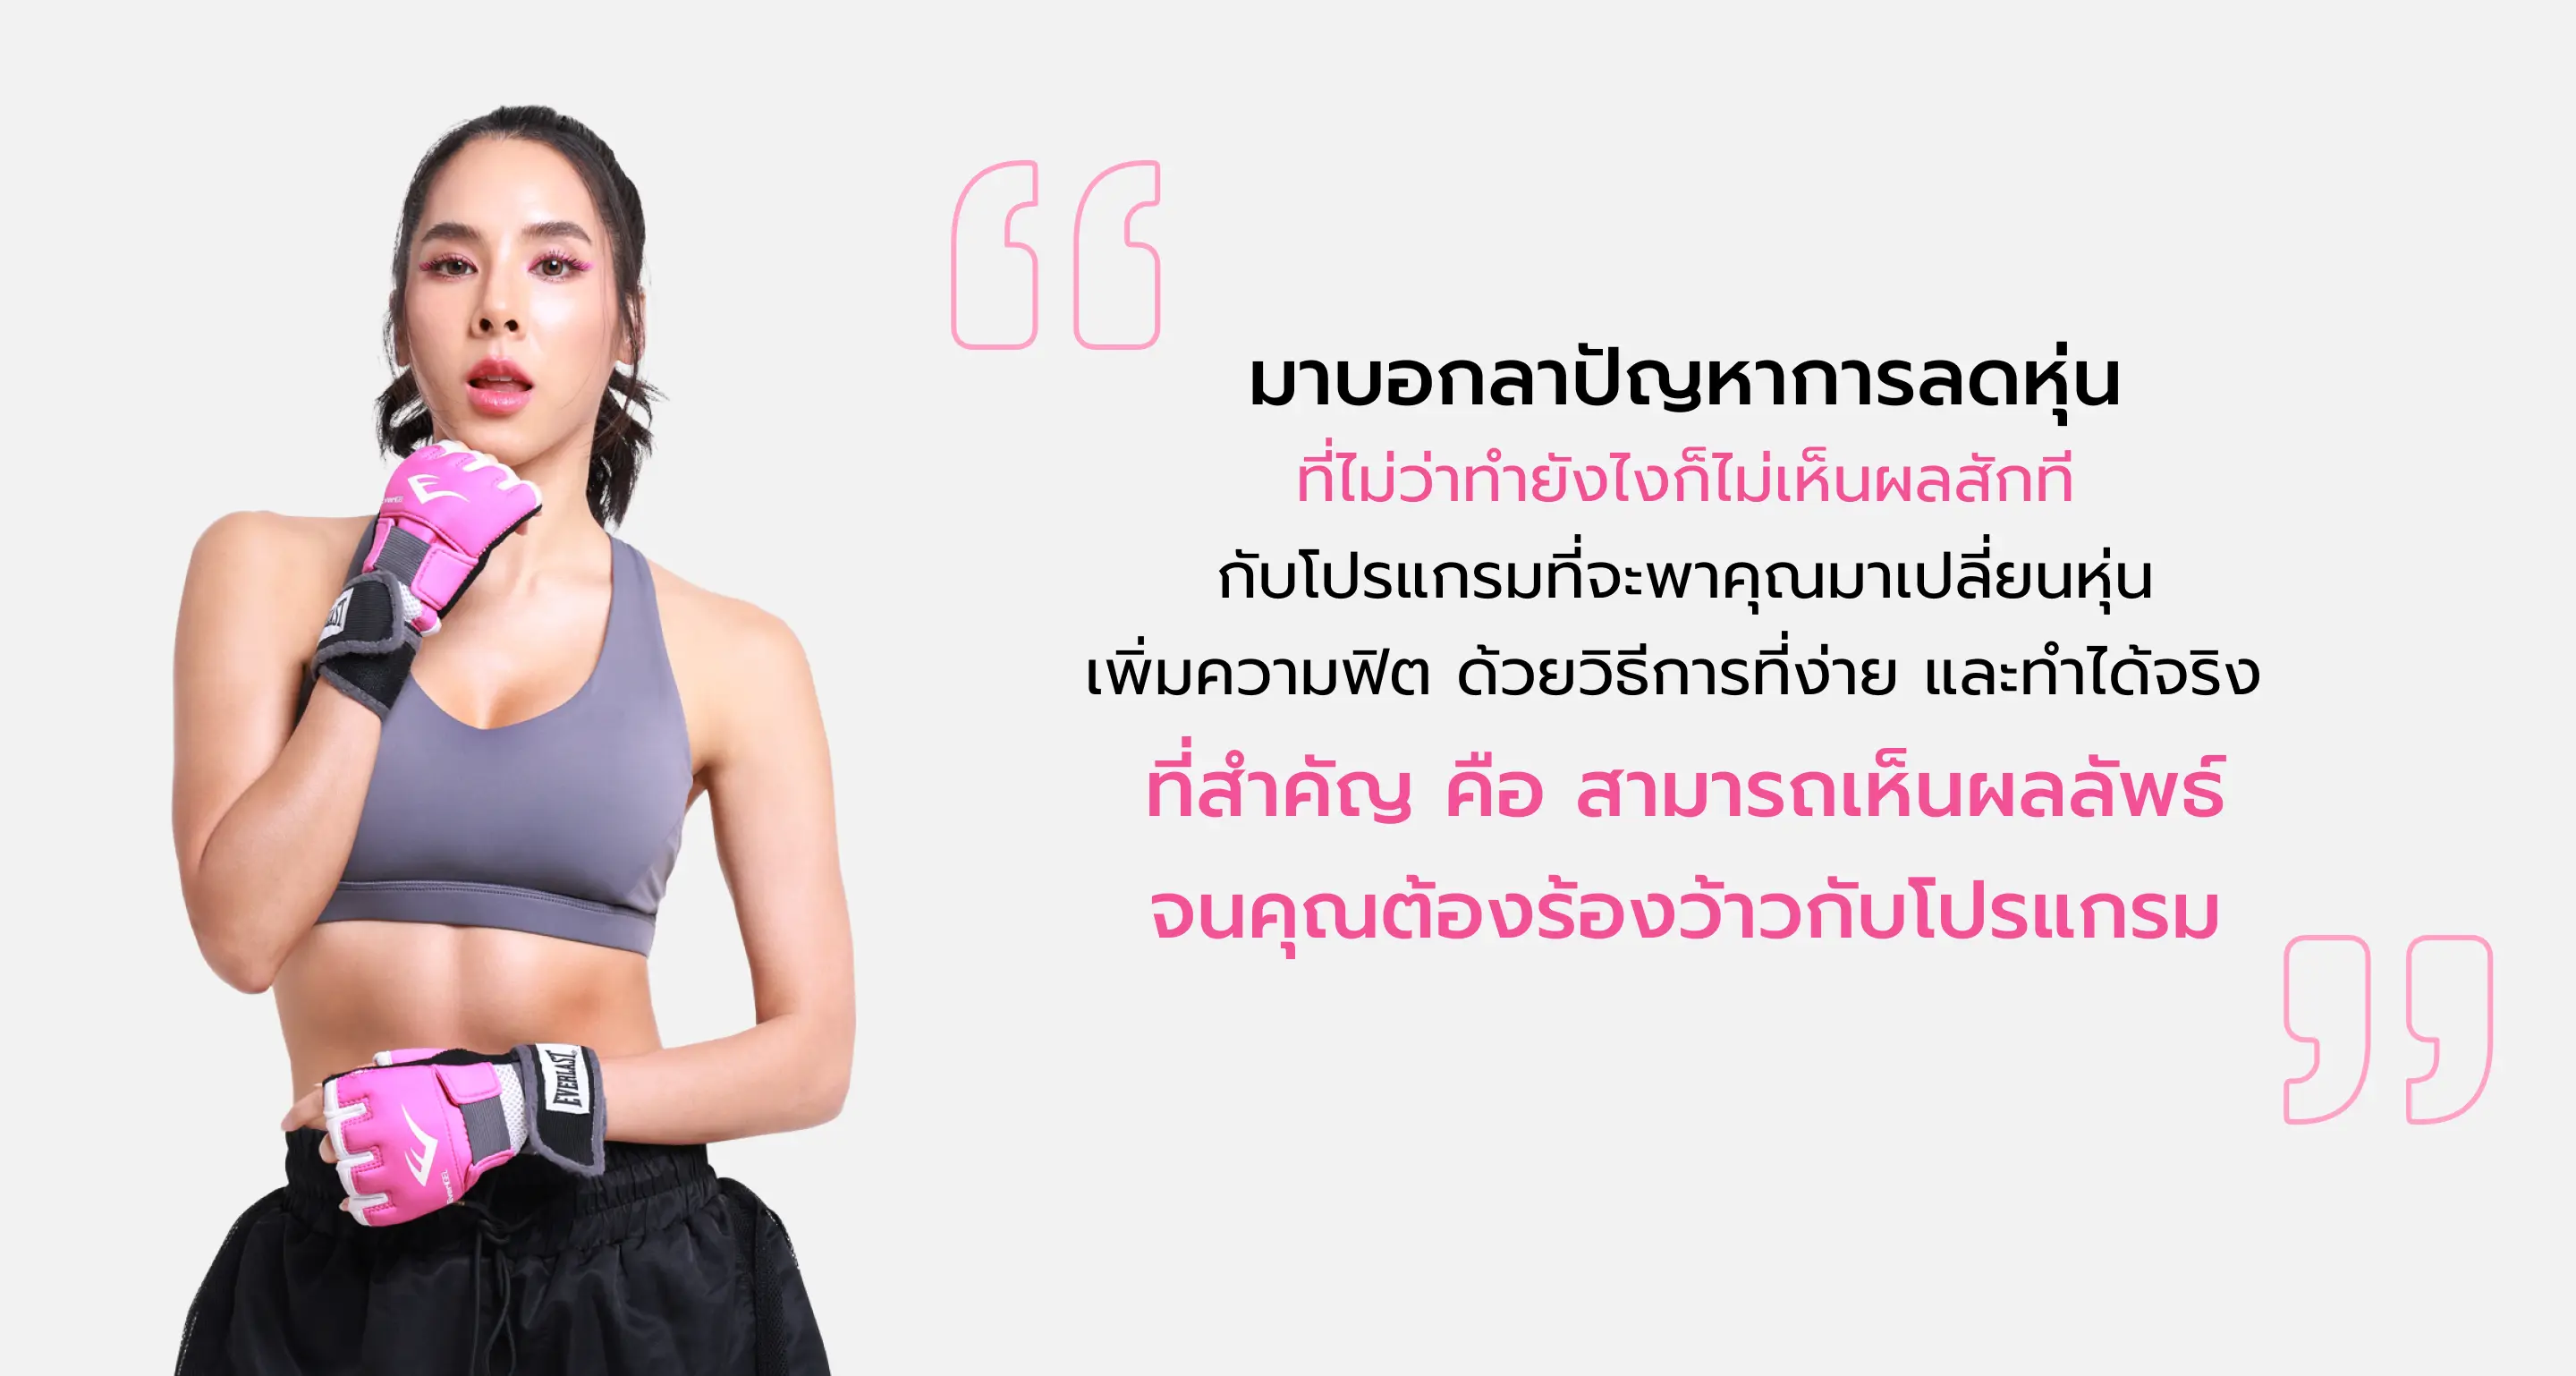 มาบอกลาปัญหาการลดหุ่น
ที่ไม่ว่าทำยังไงก็ไม่เห็นผลสักที
กับโปรแกรมที่จะพาคุณมาเปลี่ยนหุ่น
เพิ่มความฟิต ด้วยวิธีการที่ง่าย และทำได้จริง
ที่สำคัญ คือ สามารถเห็นผลลัพธ์
จนคุณต้องร้องว้าวกับโปรแกรม
EVERLAST